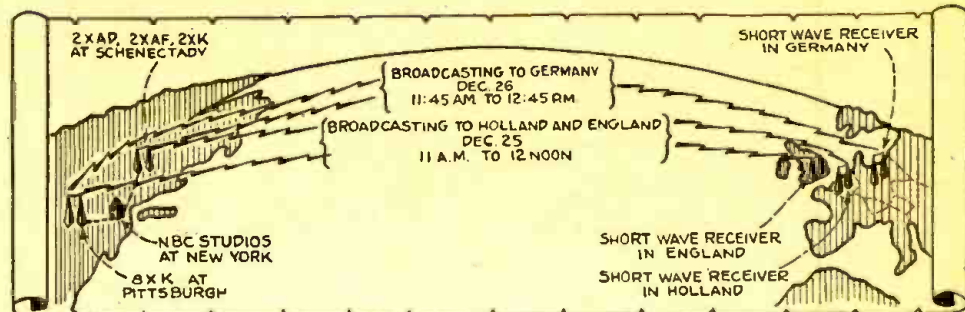 2XAD, 2XAF, 2XK
AT SCHENECTADY
SHORT WAVE RECEIVER
IN GERMANY
BROADCASTING TO GERMANY
DEC. 26
11:45 A.M. TO 12:45 P.M.
BROADCASTING TO HOLLAND AND ENGLAND
DEC. 25
11 A.M. TO 12 NOON
NBC STUDIOS
AT NEW YORK
8XK AT
PITTSBURGH
SHORT WAVE RECEIVER
IN ENGLAND
SHORT WAVE RECEIVER
IN HOLLAND